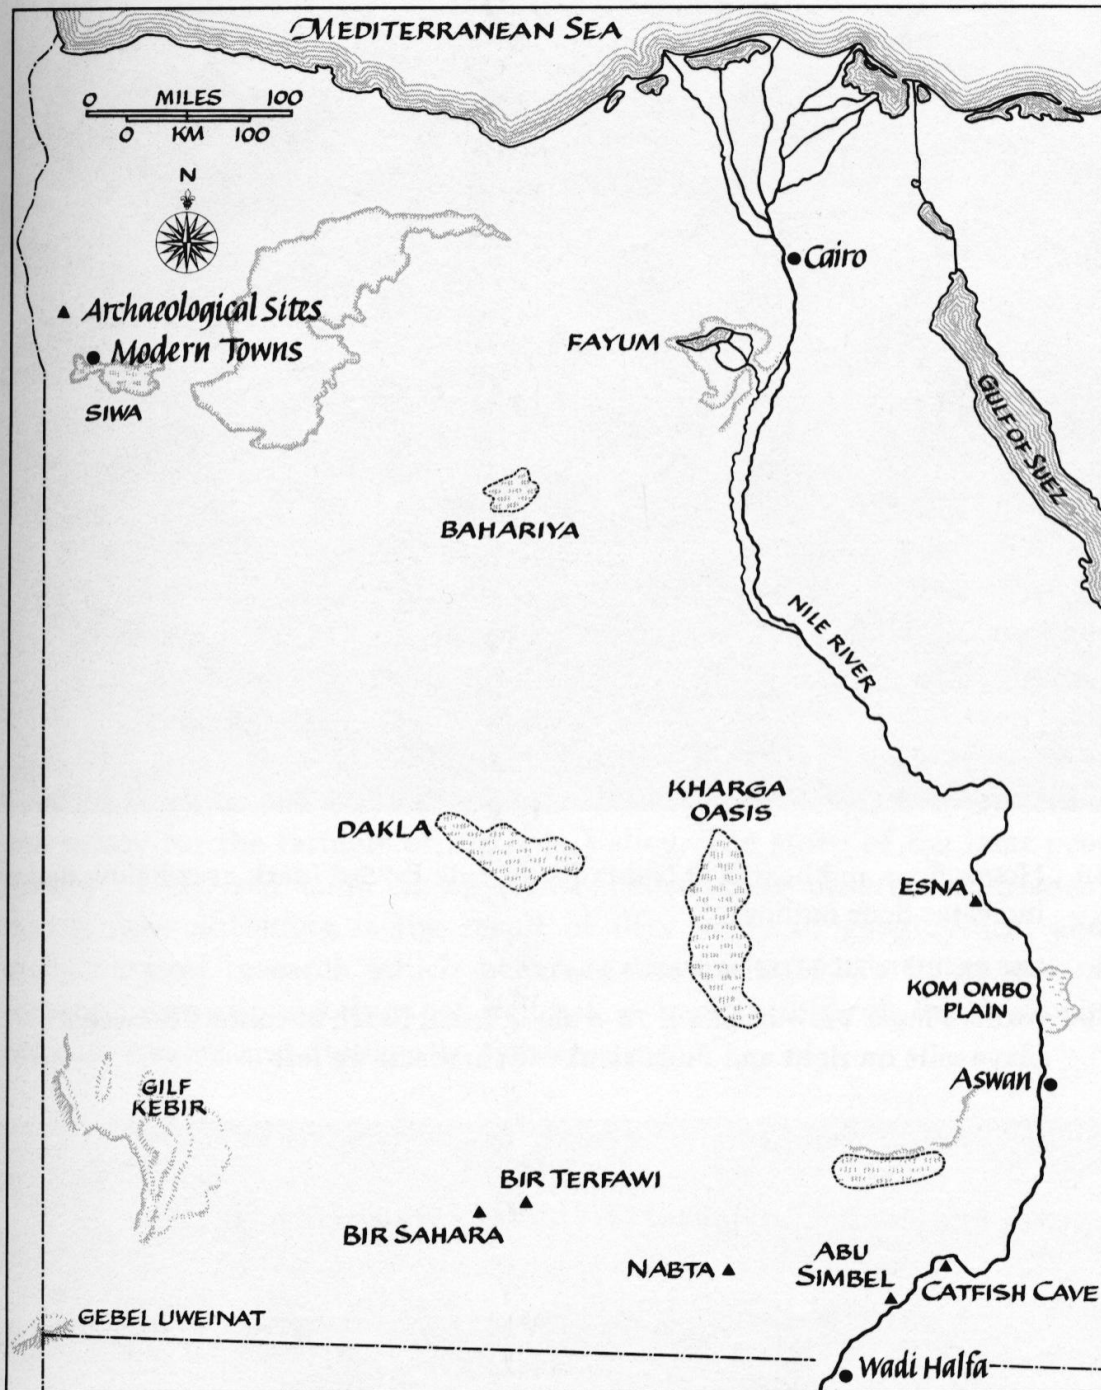 MEDITERRANEAN SEA
0 MILES 100
0 KM 100
N
Archaeological Sites
Modern Towns
SIWA
Cairo
FAYUM
GULF OF SUEZ
BAHARIYA
NILE RIVER
KHARGA
OASIS
DAKLA
ESNA
KOM OMBO
PLAIN
Aswan
GILF
KEBIR
BIR TERFAWI
BIR SAHARA
NABTA
ABU
SIMBEL
CATFISH CAVE
GEBEL UWEINAT
Wadi Halfa